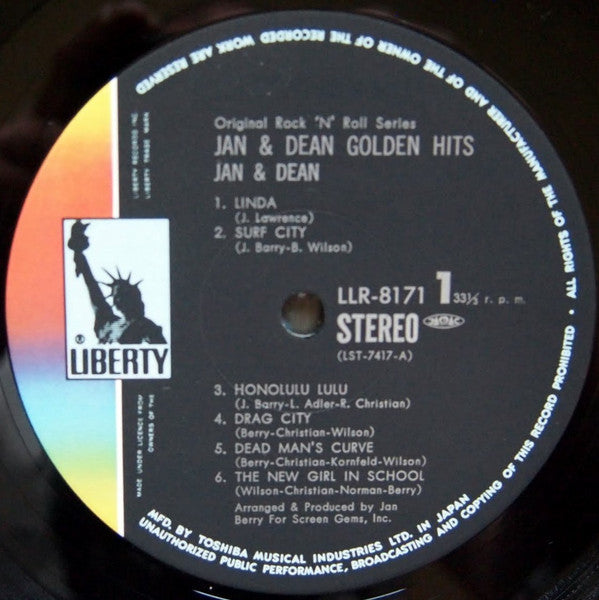 Original Rock 'N' Roll Series
JAN & DEAN GOLDEN HITS
JAN & DEAN
1. LINDA
(J. Lawrence)
2. SURF CITY
(J. Barry-B. Wilson)
LLR-8171 1 33⅓ r. p. m.
STEREO
(LST-7417-A)
LIBERTY
3. HONOLULU LULU
(J. Barry-L. Adler-R. Christian)
4. DRAG CITY
(Berry-Christian-Wilson)
5. DEAD MAN'S CURVE
(Berry-Christian-Kornfeld-Wilson)
6. THE NEW GIRL IN SCHOOL
(Wilson-Christian-Norman-Berry)
Arranged & Produced by Jan
Berry For Screen Gems, Inc.
LIBERTY RECORDS INC.
LIBERTY TRADE MARK
MADE UNDER LICENCE FROM
OWNERS OF THE
MFD. BY TOSHIBA MUSICAL INDUSTRIES LTD. IN JAPAN
ALL RIGHTS OF THE MANUFACTURER AND OF THE OWNER OF THE RECORDED WORK ARE RESERVED
UNAUTHORIZED PUBLIC PERFORMANCE, BROADCASTING AND COPYING OF THIS RECORD PROHIBITED •